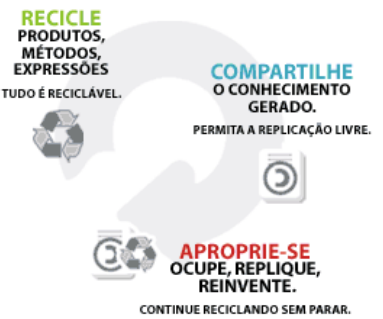 RECICLE
PRODUTOS,
MÉTODOS,
EXPRESSÕES
TUDO É RECICLÁVEL.
COMPARTILHE
O CONHECIMENTO
GERADO.
PERMITA A REPLICAÇÃO LIVRE.
APROPRIE-SE
OCUPE, REPLIQUE,
REINVENTE.
CONTINUE RECICLANDO SEM PARAR.